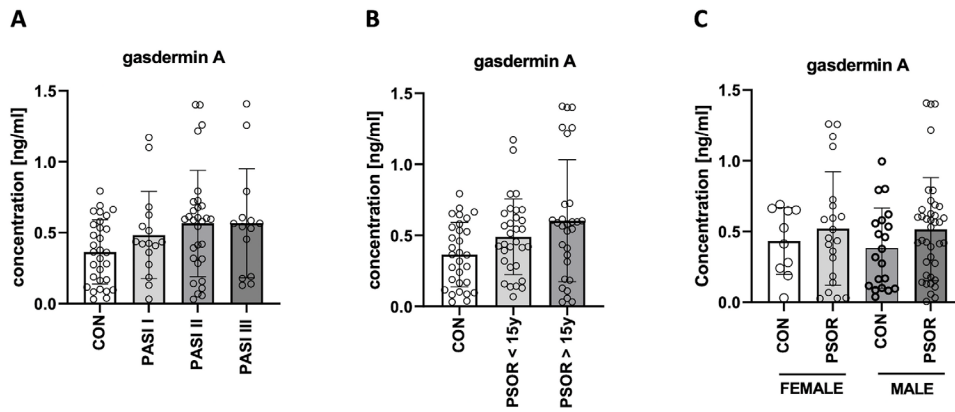 A
gasdermin A
concentration [ng/ml]
1.5
1.0
0.5
0.0
CON
PASI I
PASI II
PASI III
B
gasdermin A
concentration [ng/ml]
1.5
1.0
0.5
0.0
CON
PSOR < 15y
PSOR > 15y
C
gasdermin A
Concentration [ng/ml]
1.5
1.0
0.5
0.0
CON
PSOR
CON
PSOR
FEMALE
MALE